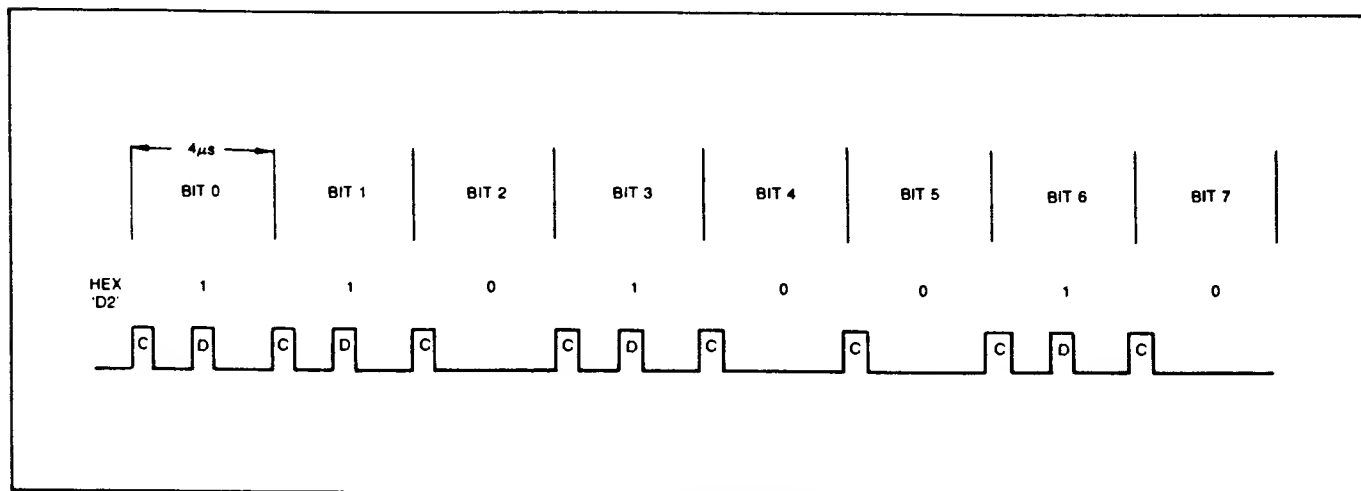 4μs
BIT 0 BIT 1 BIT 2 BIT 3 BIT 4 BIT 5 BIT 6 BIT 7
HEX 1 1 0 1 0 0 1 0
'D2'
C D C D C C D C C C D C